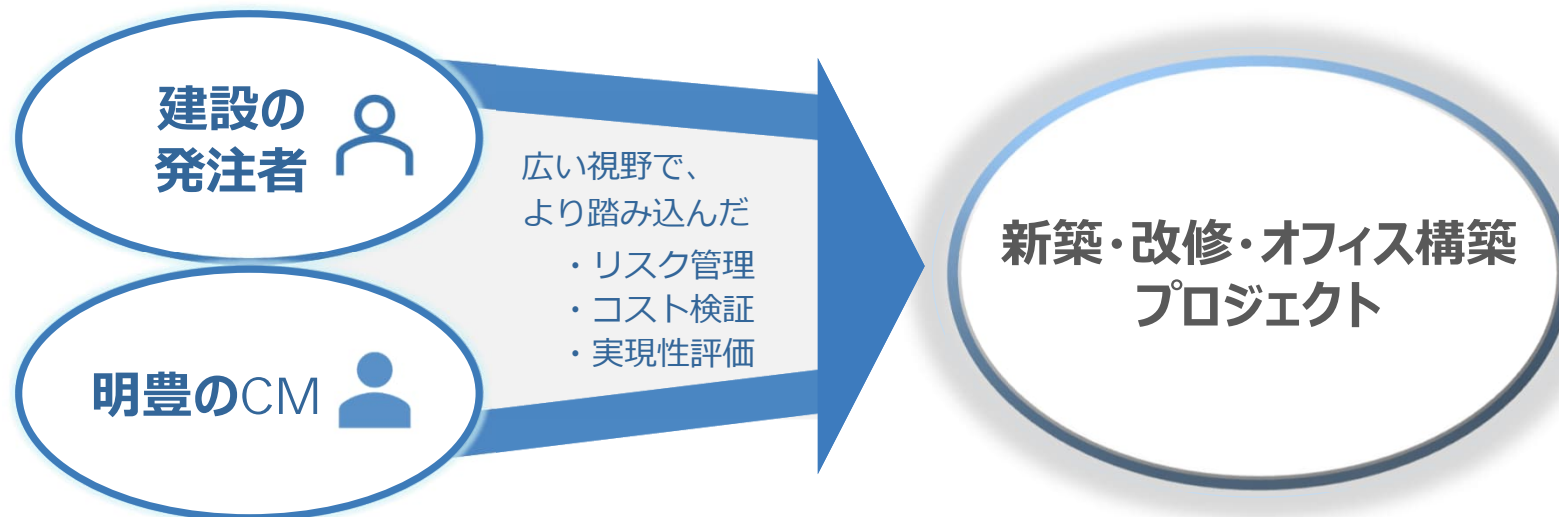 建設の
発注者
明豊のCM
広い視野で、
より踏み込んだ
・リスク管理
・コスト検証
・実現性評価
新築・改修・オフィス構築
プロジェクト